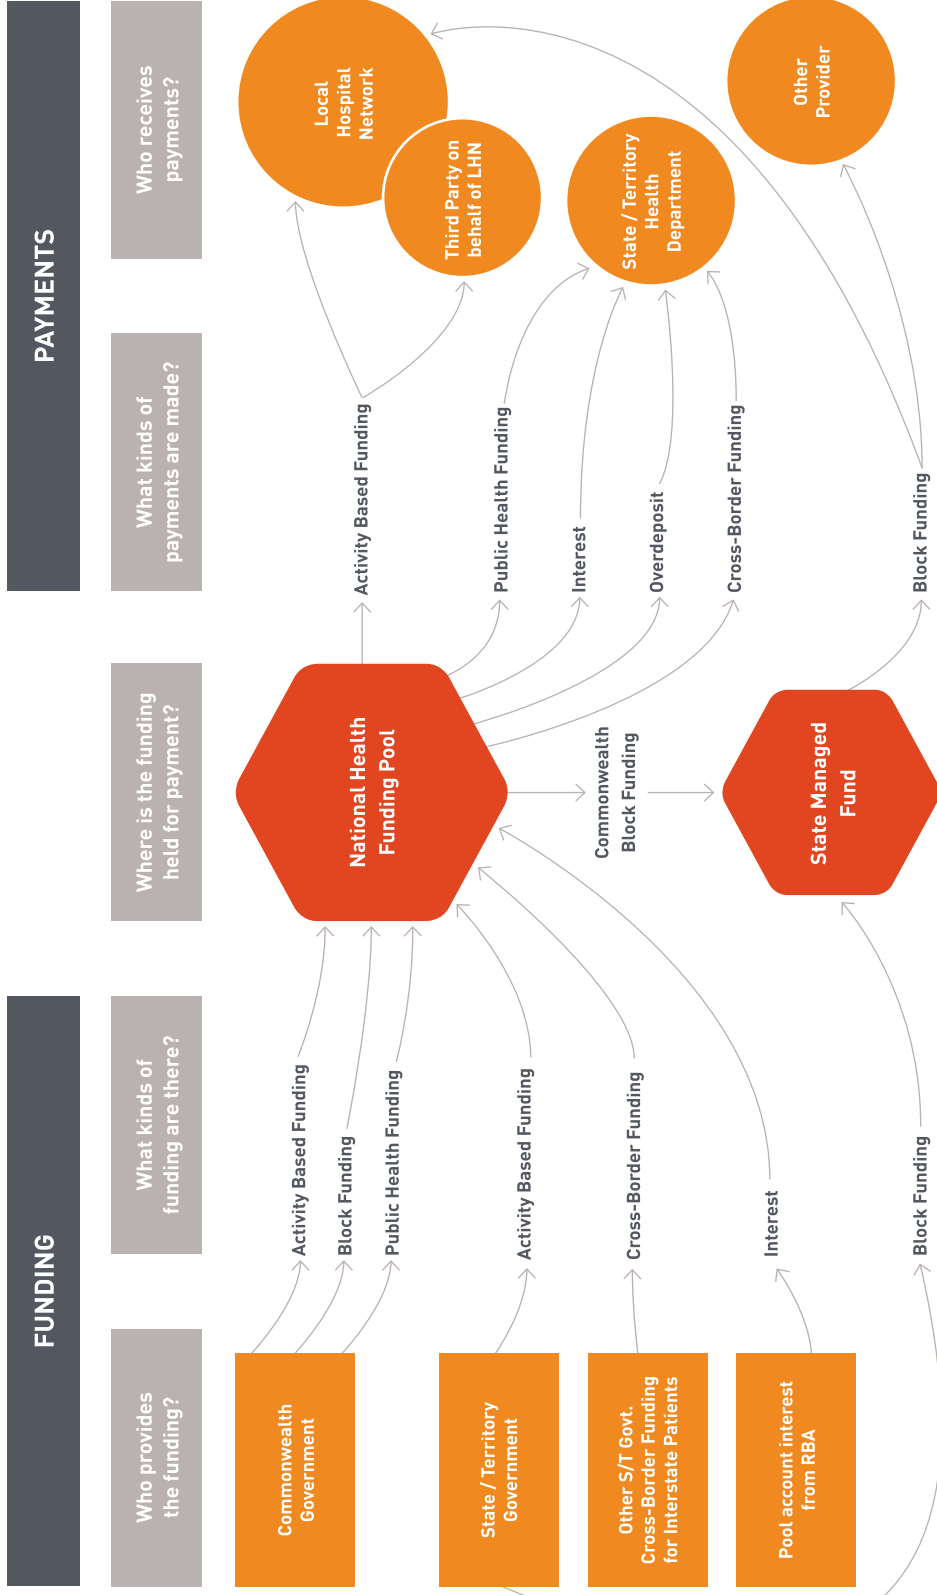 FUNDING
PAYMENTS
Who provides
the funding?
What kinds of
funding are there?
Where is the funding
held for payment?
What kinds of
payments are made?
Who receives
payments?
Commonwealth
Government
Activity Based Funding
Block Funding
Public Health Funding
State / Territory
Government
Activity Based Funding
Other S/T Govt.
Cross-Border Funding
for Interstate Patients
Cross-Border Funding
Pool account interest
from RBA
Interest
Block Funding
National Health
Funding Pool
Commonwealth
Block Funding
State Managed
Fund
Activity Based Funding
Public Health Funding
Interest
Overdeposit
Cross-Border Funding
Block Funding
Local
Hospital
Network
Third Party on
behalf of LHN
State / Territory
Health
Department
Other
Provider